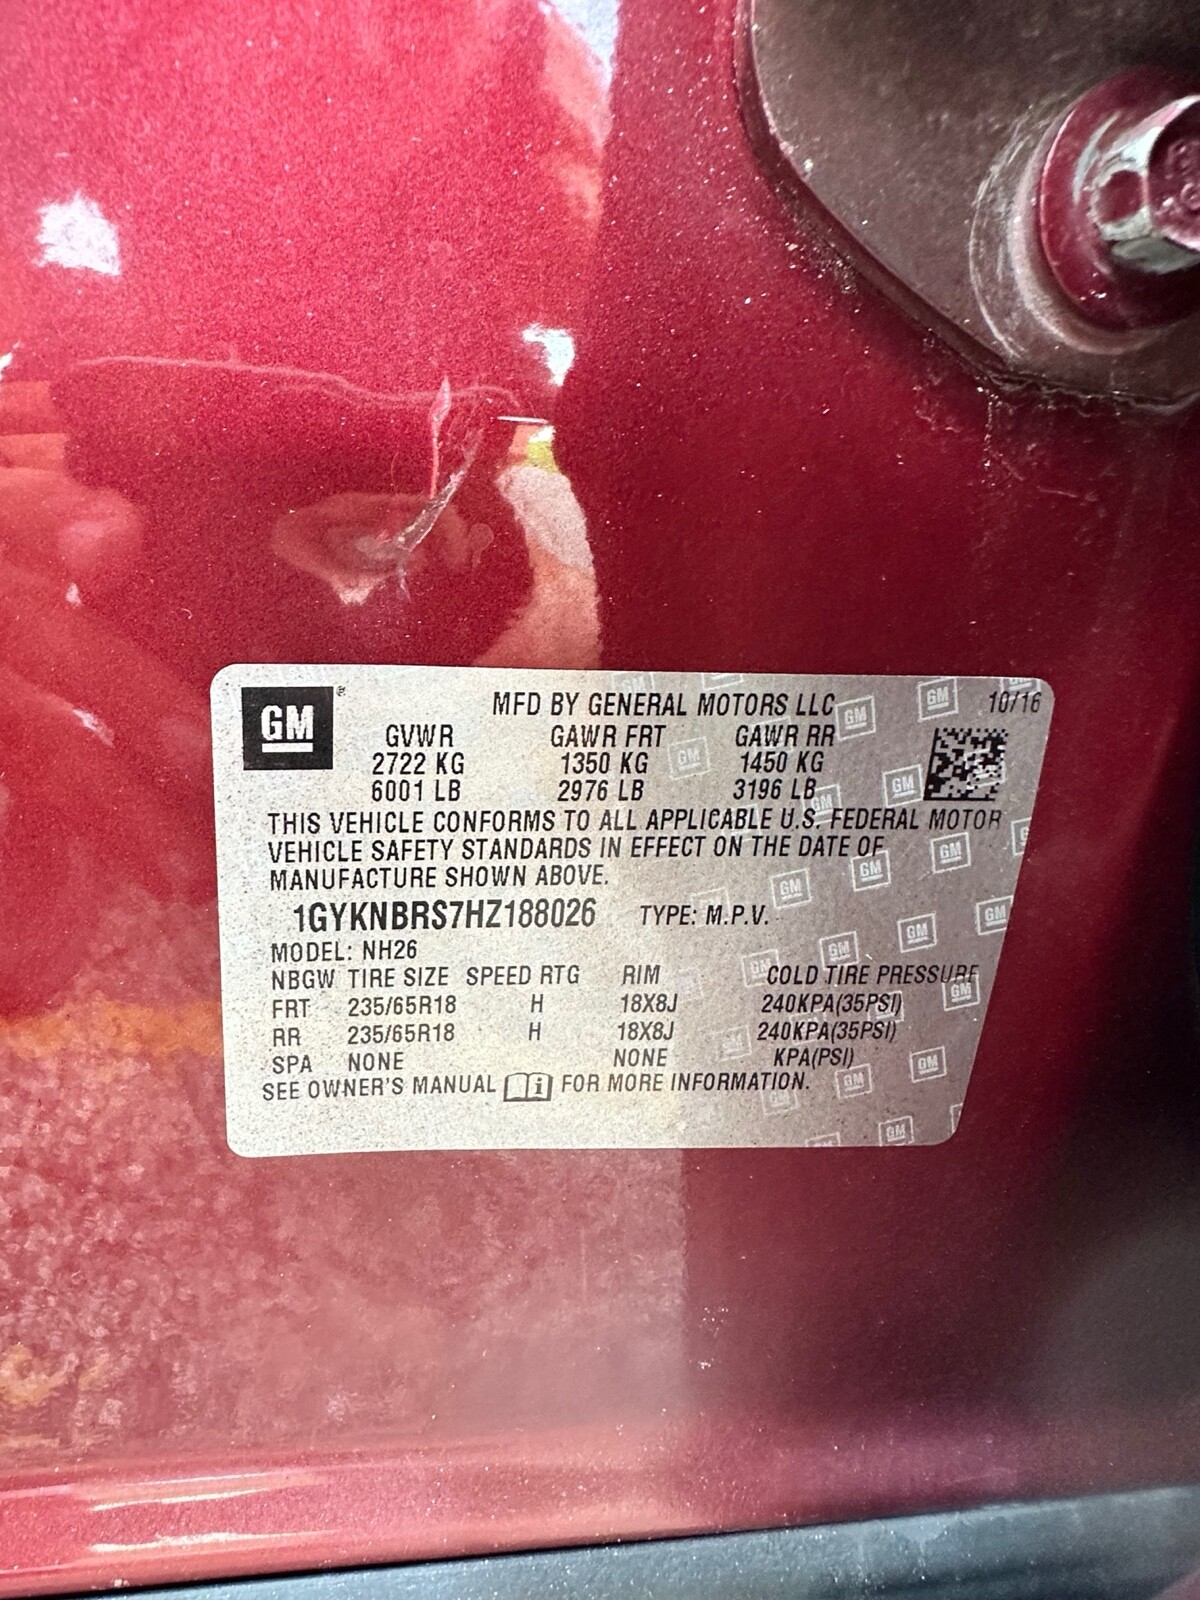 GM ® MFD BY GENERAL MOTORS LLC 10/16
GVWR GAWR FRT GAWR RR
2722 KG 1350 KG 1450 KG
6001 LB 2976 LB 3196 LB
THIS VEHICLE CONFORMS TO ALL APPLICABLE U.S. FEDERAL MOTOR
VEHICLE SAFETY STANDARDS IN EFFECT ON THE DATE OF
MANUFACTURE SHOWN ABOVE.
1GYKNBRS7HZ188026 TYPE: M.P.V.
MODEL: NH26
NBGW TIRE SIZE SPEED RTG RIM COLD TIRE PRESSURE
FRT 235/65R18 H 18X8J 240KPA(35PSI)
RR 235/65R18 H 18X8J 240KPA(35PSI)
SPA NONE NONE KPA(PSI)
SEE OWNER'S MANUAL i FOR MORE INFORMATION.